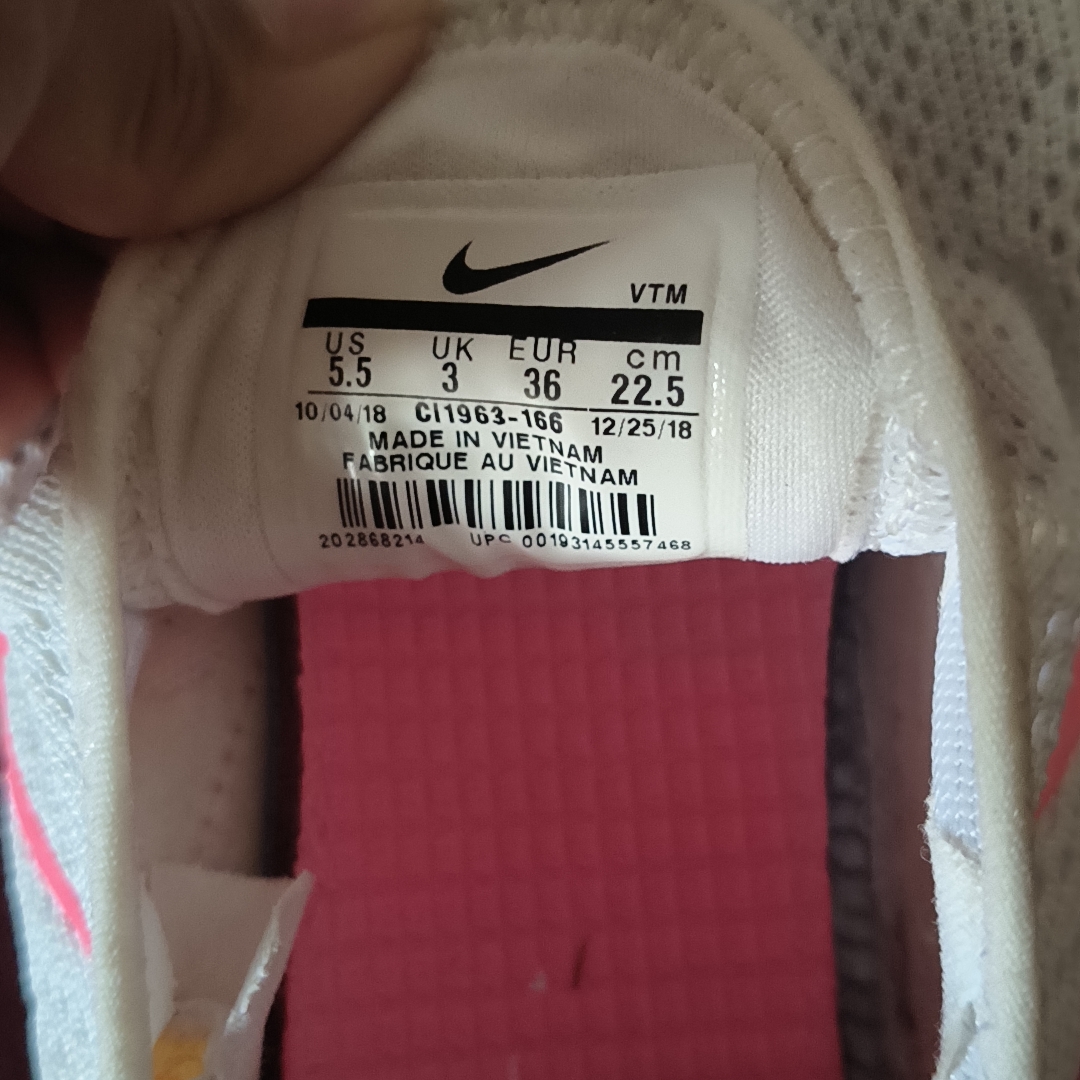 VTM
US UK EUR cm
5.5 3 36 22.5
10/04/18 CI1963-166 12/25/18
MADE IN VIETNAM
FABRIQUE AU VIETNAM
202868214 UPC 00193145557468